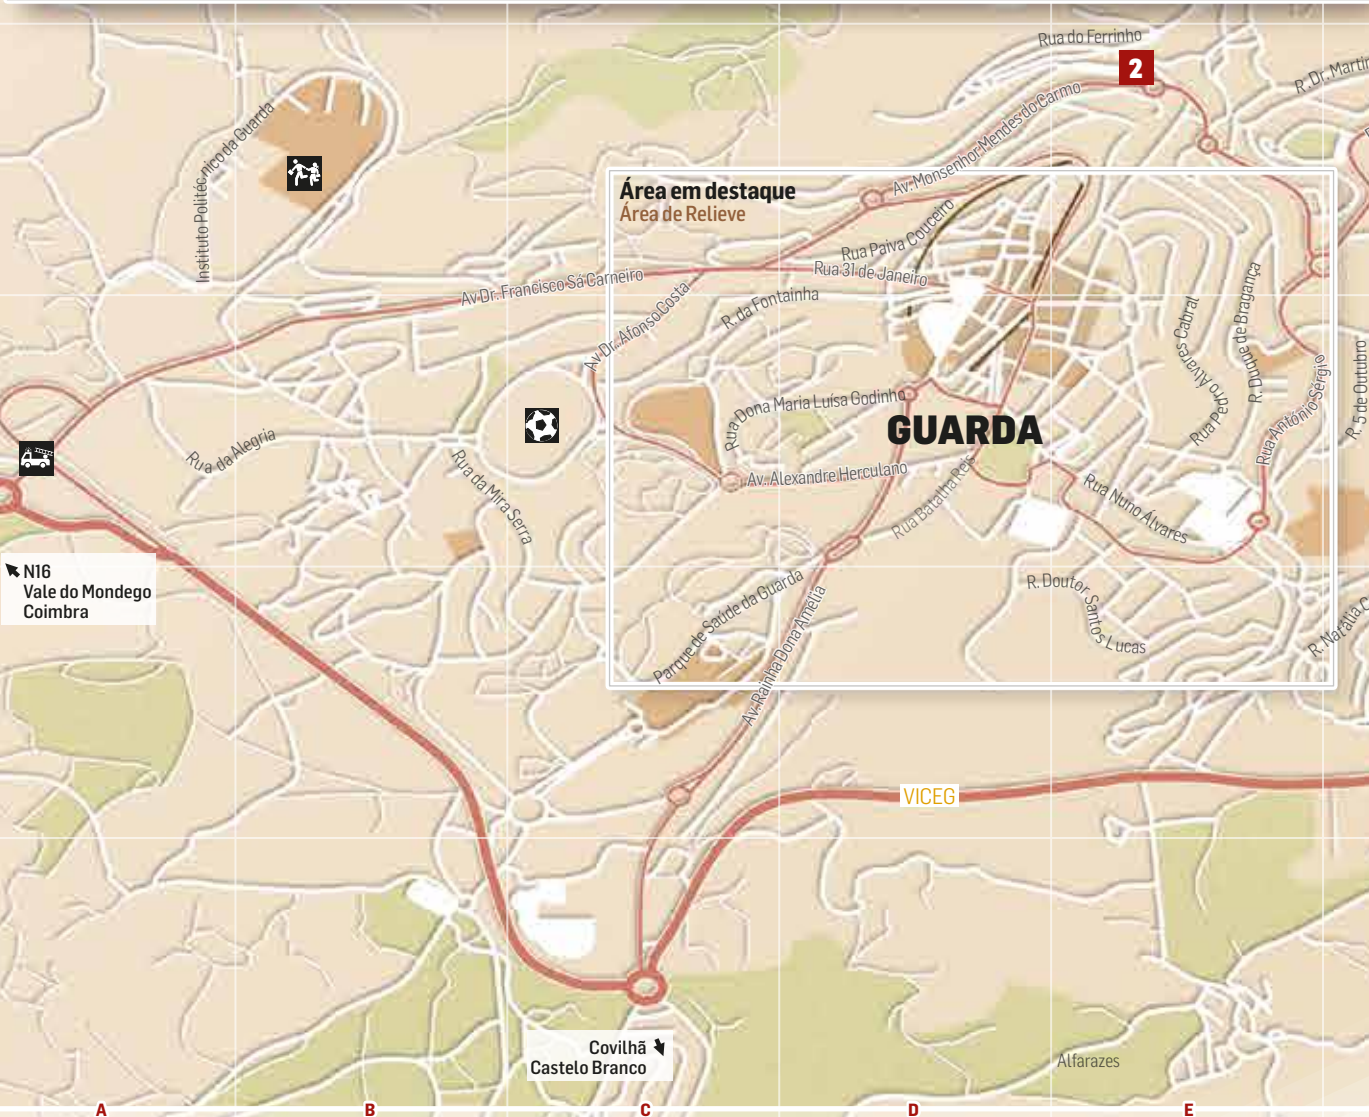 Rua do Ferrinho
2
R. Dr. Martin
Av. Monsenhor Mendes do Carmo
Instituto Politécnico da Guarda
Área em destaque
Área de Relieve
Rua Paiva Couceiro
Rua 31 de Janeiro
Av Dr. Francisco Sá Carneiro
Av Dr. Afonso Costa
R. da Fontainha
Rua Pedro Álvares Cabral
R. Duque de Bragança
Rua António Sérgio
R. 5 de Outubro
Rua Dona Maria Luísa Godinho
GUARDA
Rua da Alegria
Rua da Mira Serra
Av. Alexandre Herculano
Rua Batalha Reis
Rua Nuno Álvares
N16
Vale do Mondego
Coimbra
Parque de Saúde da Guarda
Av. Rainha Dona Amélia
R. Doutor Santos Lucas
R. Natália C
VICEG
Covilhã
Castelo Branco
Alfarazes
A B C D E